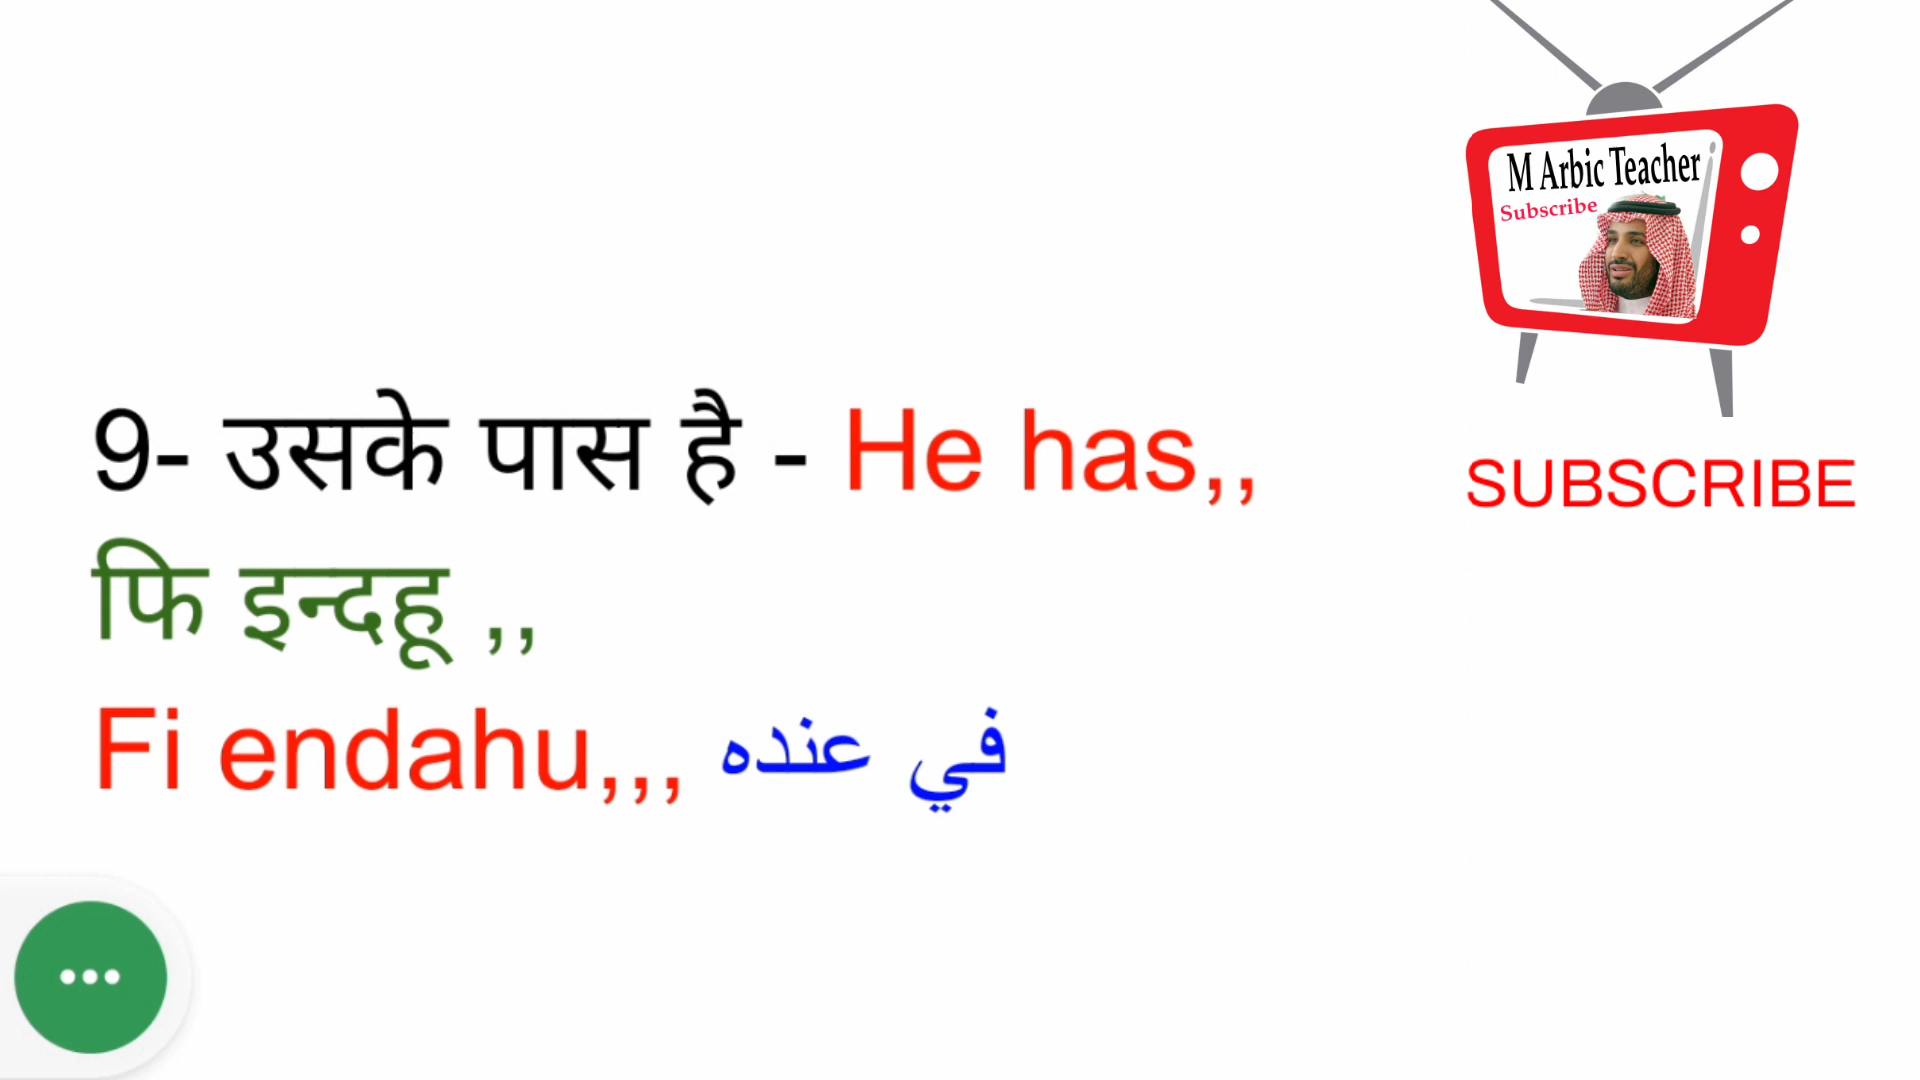 M Arbic Teacher
Subscribe
9- उसके पास है - He has,,
SUBSCRIBE
फि इन्दहू ,,
Fi endahu,,, في عنده